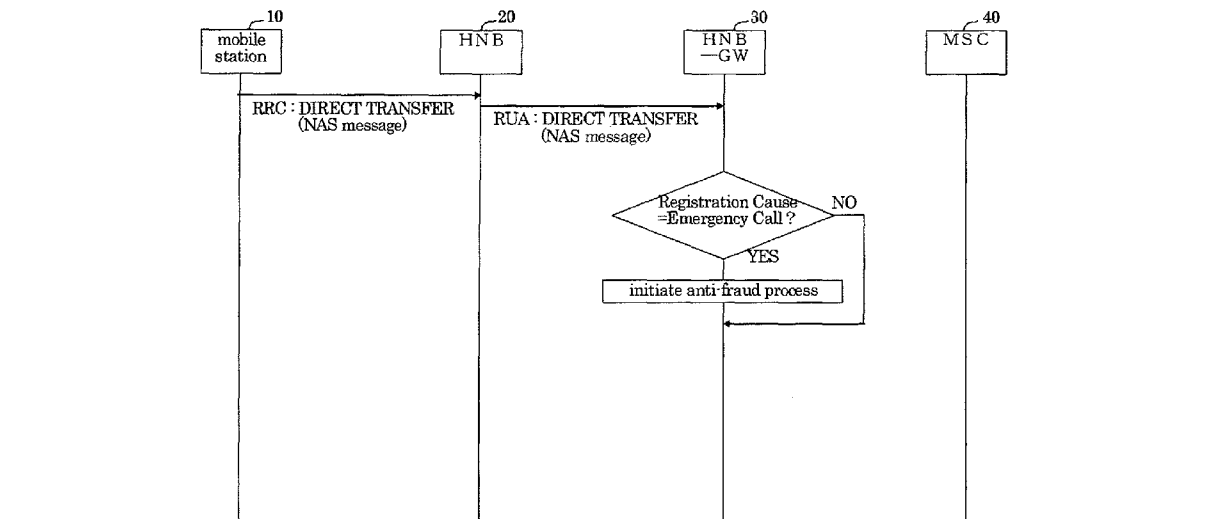 10
20
30
40
mobile
station
HNB
HNB
—GW
MSC
RRC : DIRECT TRANSFER
(NAS message)
RUA : DIRECT TRANSFER
(NAS message)
Registration Cause
=Emergency Call ?
NO
YES
initiate anti-fraud process